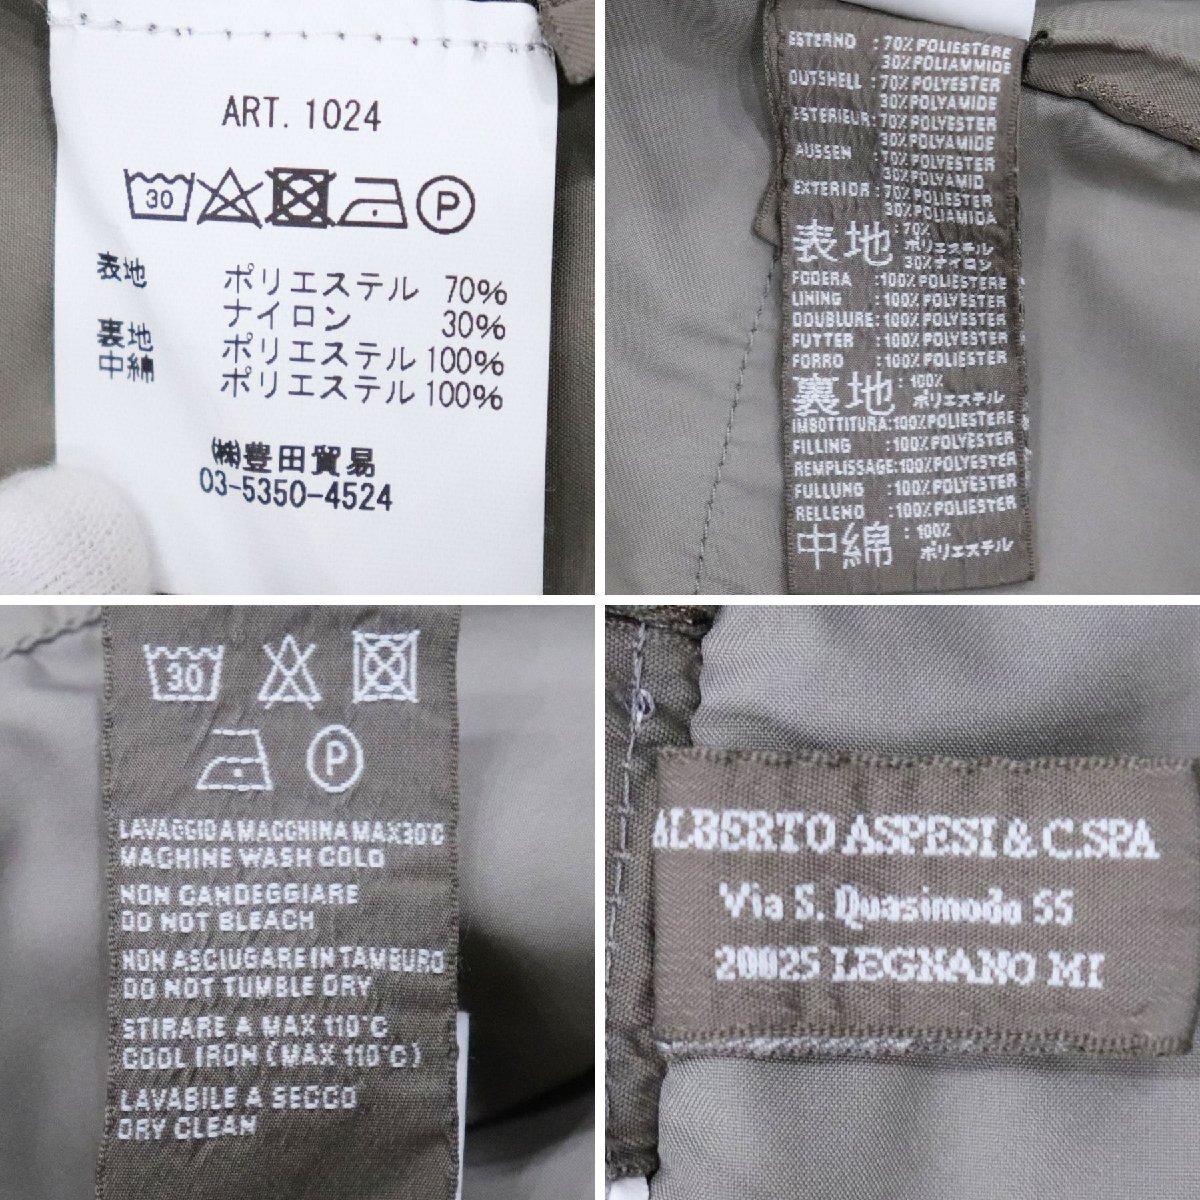 ART. 1024
30 P
表地 ポリエステル 70%
ナイロン 30%
裏地 ポリエステル 100%
中綿 ポリエステル 100%
㈱豊田貿易
03-5350-4524
ESTERNO : 70% POLIESTERE
30% POLIAMMIDE
OUTSHELL : 70% POLYESTER
30% POLYAMIDE
ESTERIEUR: 70% POLYESTER
30% POLYAMIDE
AUSSEN : 70% POLYESTER
30% POLYAMID
EXTERIOR : 70% POLIESTER
30% POLIAMIDA
表地 : 70%
ポリエステル
30% ナイロン
FODERA :100% POLIESTERE
LINING :100% POLYESTER
DOUBLURE :100% POLYESTER
FUTTER :100% POLYESTER
FORRO :100% POLIESTER
裏地 : 100%
ポリエステル
IMBOTTITURA:100% POLIESTERE
FILLING :100% POLYESTER
REMPLISSAGE:100% POLYESTER
FULLUNG :100% POLYESTER
RELLENO :100% POLIESTER
中綿 : 100%
ポリエステル
30
P
LAVAGGIO A MACCHINA MAX 30°C
MACHINE WASH COLD
NON CANDEGGIARE
DO NOT BLEACH
NON ASCIUGARE IN TAMBURO
DO NOT TUMBLE DRY
STIRARE A MAX 110°C
COOL IRON (MAX 110°C)
LAVABILE A SECCO
DRY CLEAN
ALBERTO ASPESI & C.SPA
Via S. Quasimodo 55
20025 LEGNANO MI